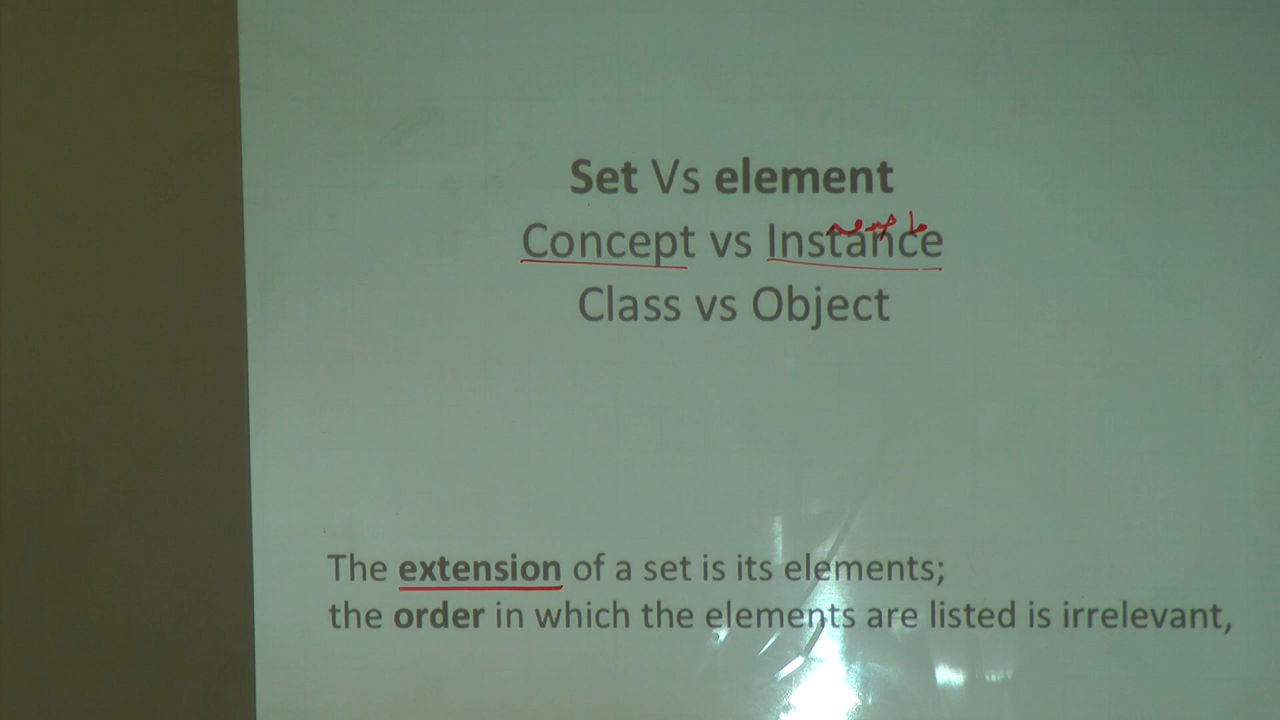 Set Vs element
Concept vs Instance
Class vs Object
The extension of a set is its elements;
the order in which the elements are listed is irrelevant,